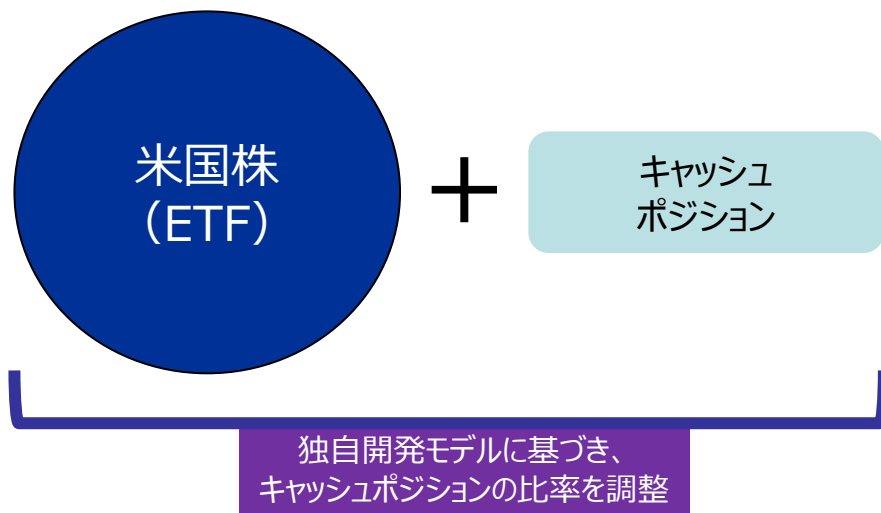 米国株
（ETF）
＋
キャッシュ
ポジション
独自開発モデルに基づき、
キャッシュポジションの比率を調整